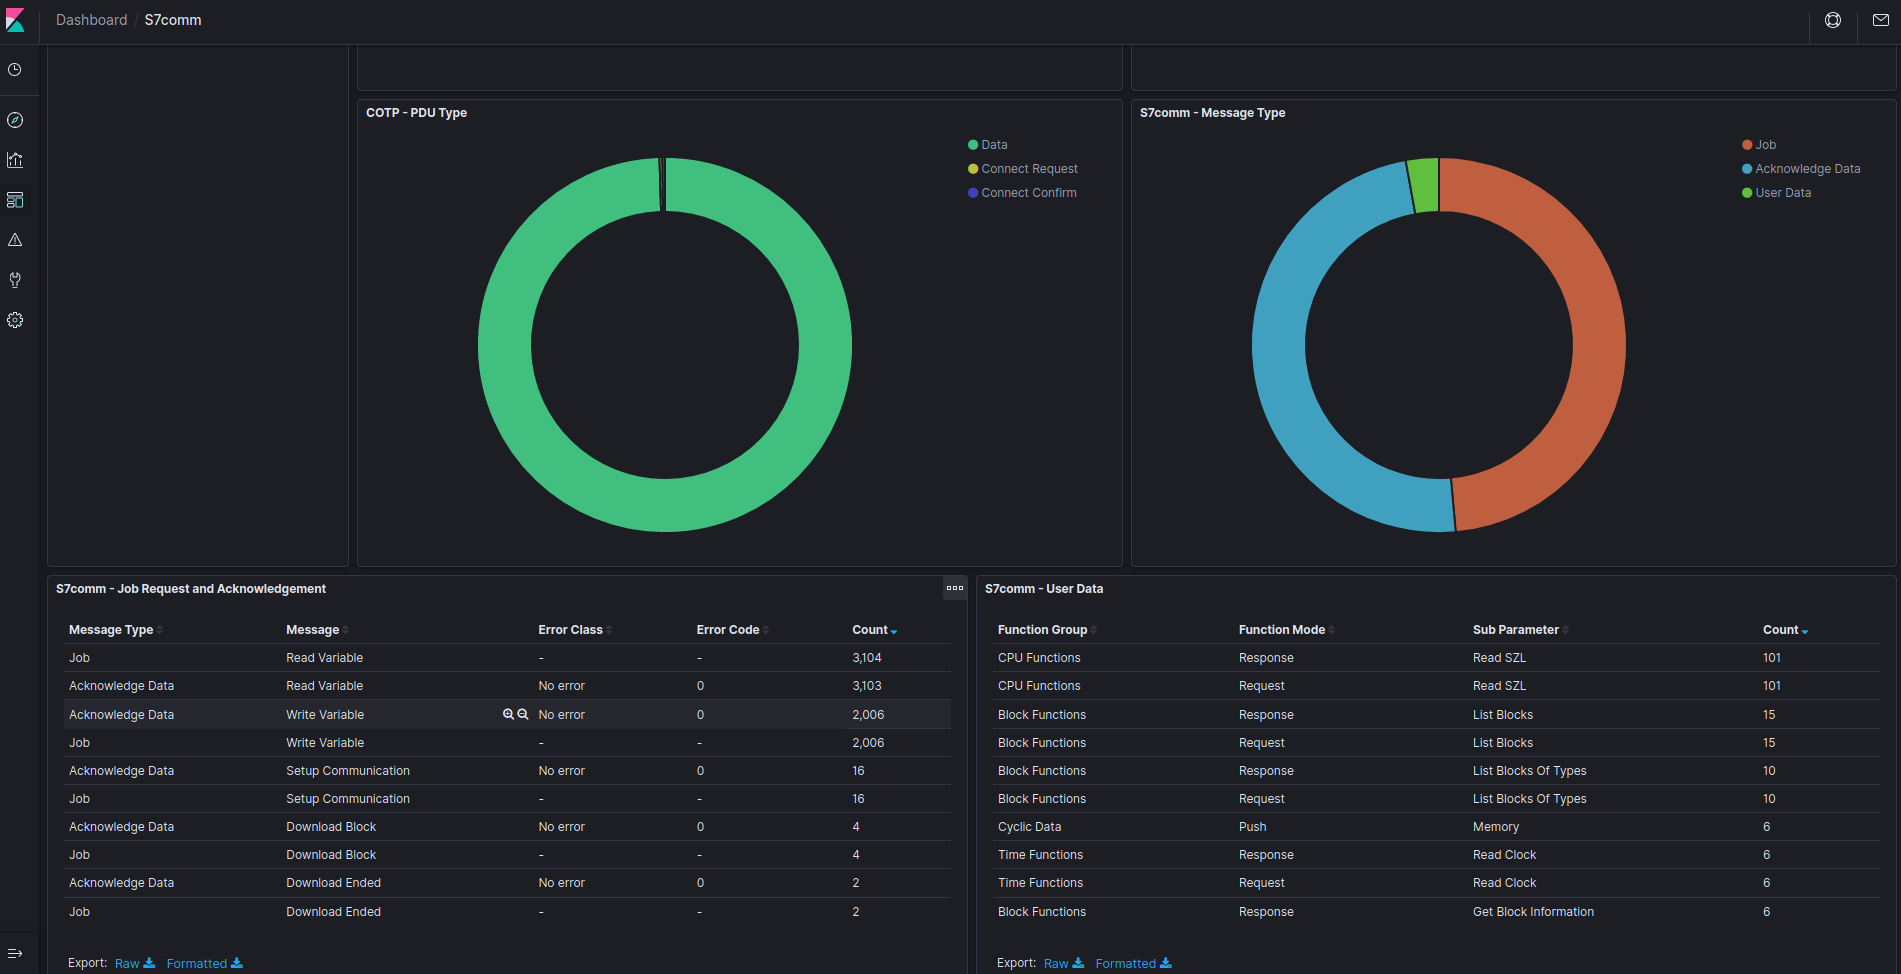 Dashboard / S7comm
COTP - PDU Type
Data
Connect Request
Connect Confirm
S7comm - Message Type
Job
Acknowledge Data
User Data
S7comm - Job Request and Acknowledgement
Message Type Message Error Class Error Code Count
Job Read Variable - - 3,104
Acknowledge Data Read Variable No error 0 3,103
Acknowledge Data Write Variable No error 0 2,006
Job Write Variable - - 2,006
Acknowledge Data Setup Communication No error 0 16
Job Setup Communication - - 16
Acknowledge Data Download Block No error 0 4
Job Download Block - - 4
Acknowledge Data Download Ended No error 0 2
Job Download Ended - - 2
Export: Raw Formatted
S7comm - User Data
Function Group Function Mode Sub Parameter Count
CPU Functions Response Read SZL 101
CPU Functions Request Read SZL 101
Block Functions Response List Blocks 15
Block Functions Request List Blocks 15
Block Functions Response List Blocks Of Types 10
Block Functions Request List Blocks Of Types 10
Cyclic Data Push Memory 6
Time Functions Response Read Clock 6
Time Functions Request Read Clock 6
Block Functions Response Get Block Information 6
Export: Raw Formatted